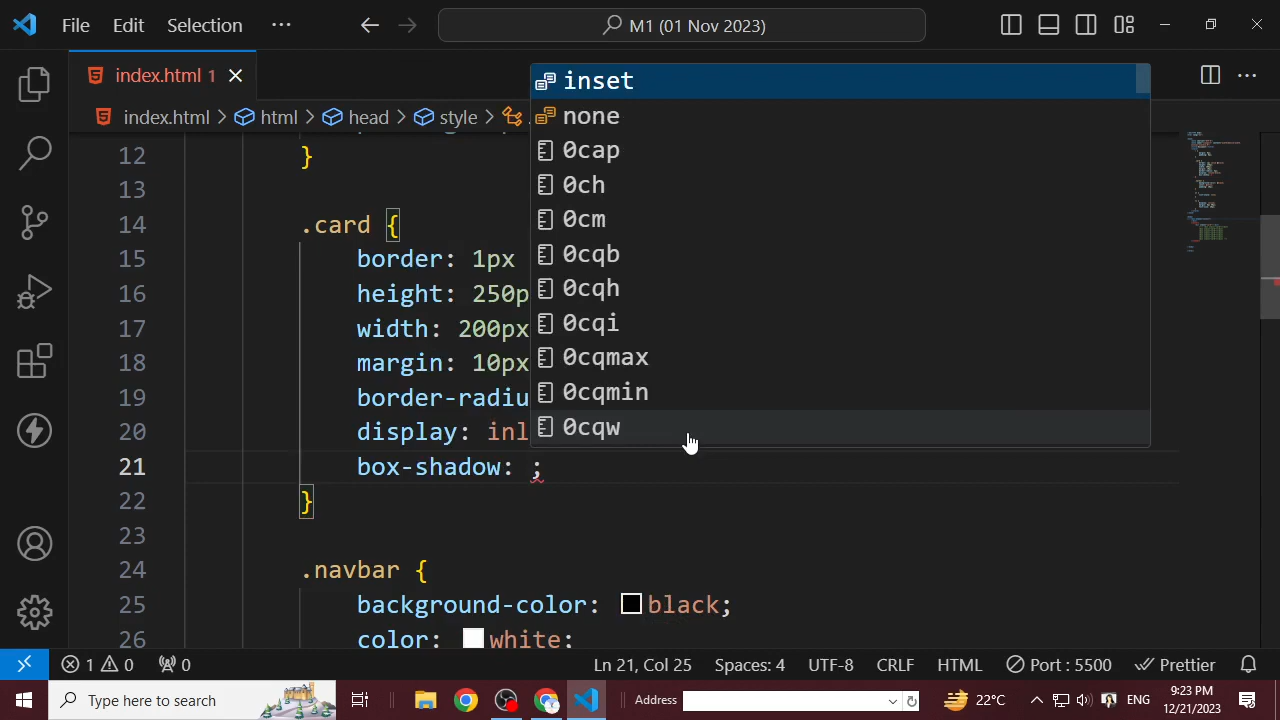 File Edit Selection ··· M1 (01 Nov 2023)
index.html 1
index.html > html > head > style >
inset
none
0cap
0ch
0cm
0cqb
0cqh
0cqi
0cqmax
0cqmin
0cqw
12 }
13
14 .card {
15 border: 1px
16 height: 250p
17 width: 200px
18 margin: 10px
19 border-radiu
20 display: inl
21 box-shadow: ;
22 }
23
24 .navbar {
25 background-color: black;
26 color: white;
1 0 0 Ln 21, Col 25 Spaces: 4 UTF-8 CRLF HTML Port : 5500 Prettier
Type here to search Address 22°C ENG 9:23 PM
12/21/2023